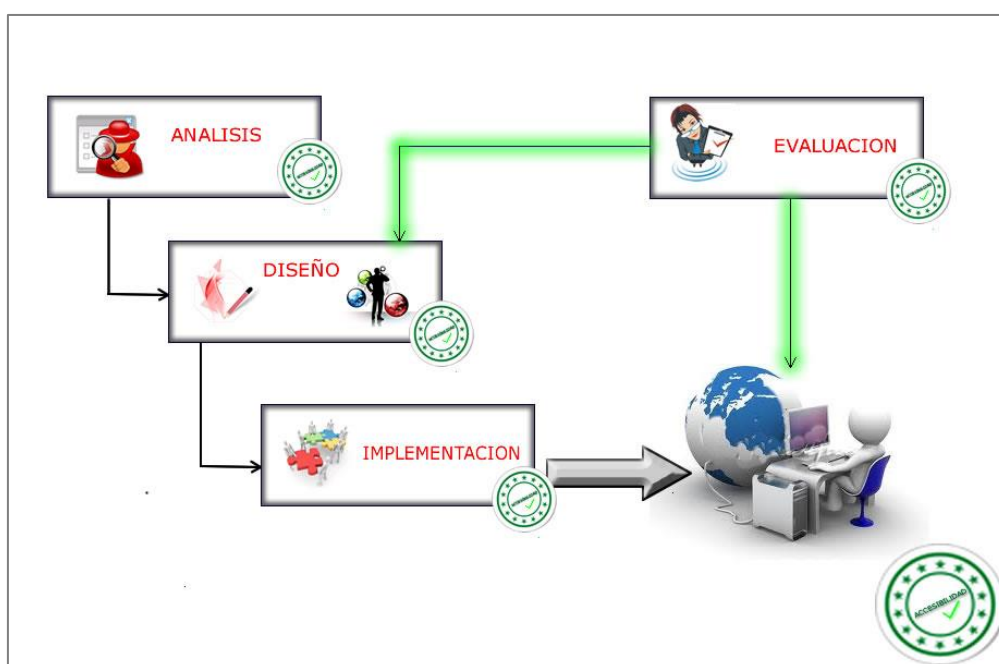 ANALISIS
EVALUACION
DISEÑO
IMPLEMENTACION
ACCESIBILIDAD